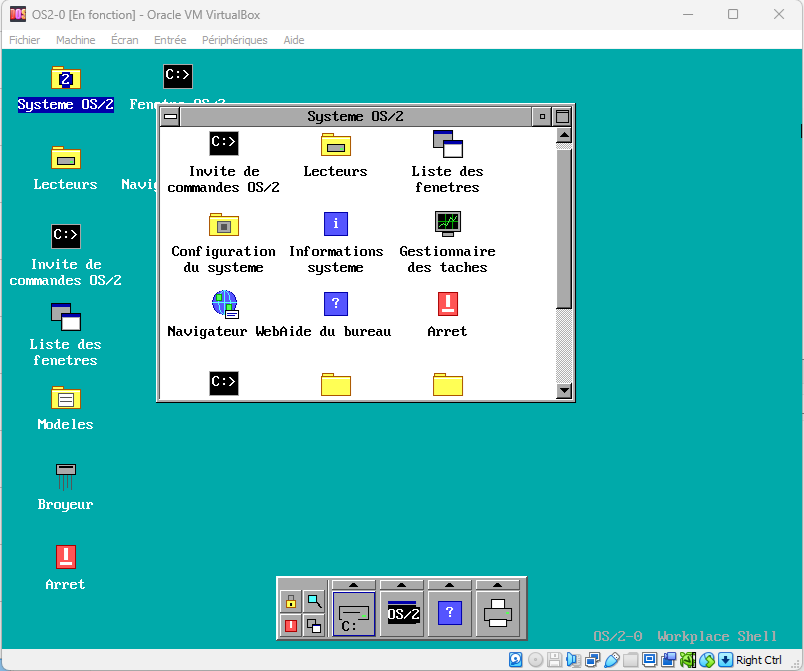 OS2-0 [En fonction] - Oracle VM VirtualBox
Fichier Machine Écran Entrée Périphériques Aide
2
Systeme OS/2
C:>
Lecteurs
C:>
Invite de
commandes OS/2
Liste des
fenetres
Modeles
Broyeur
Arret
Systeme OS/2
C:>
Invite de
commandes OS/2
Lecteurs
Liste des
fenetres
Configuration
du systeme
i
Informations
systeme
Gestionnaire
des taches
Navigateur Web
?
Aide du bureau
Arret
C:>
C:
OS/2
?
OS/2-0 Workplace Shell
Right Ctrl